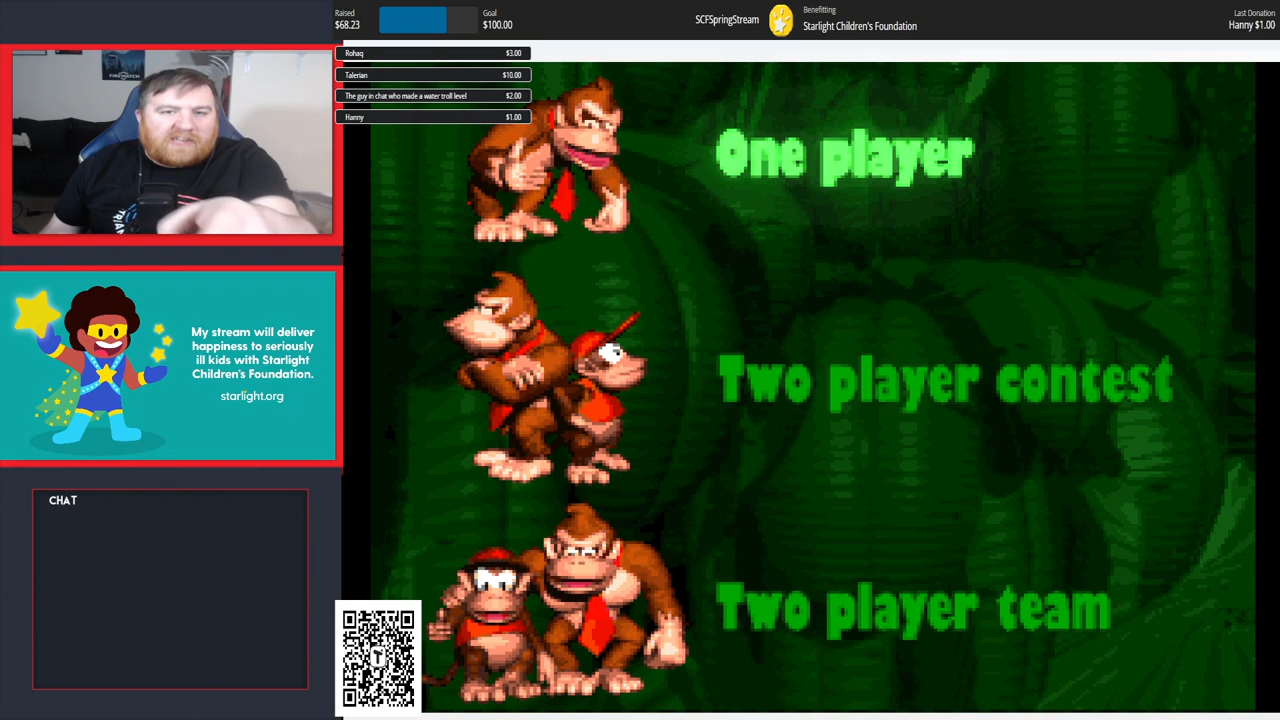 Raised
$68.23
Goal
$100.00
SCFSpringStream
Benefitting
Starlight Children's Foundation
Last Donation
Hanny $1.00
Rohaq $3.00
Talerian $10.00
The guy in chat who made a water troll level $2.00
Hanny $1.00
FIREWATCH
One player
Two player contest
Two player team
My stream will deliver
happiness to seriously
ill kids with Starlight
Children's Foundation.
starlight.org
CHAT